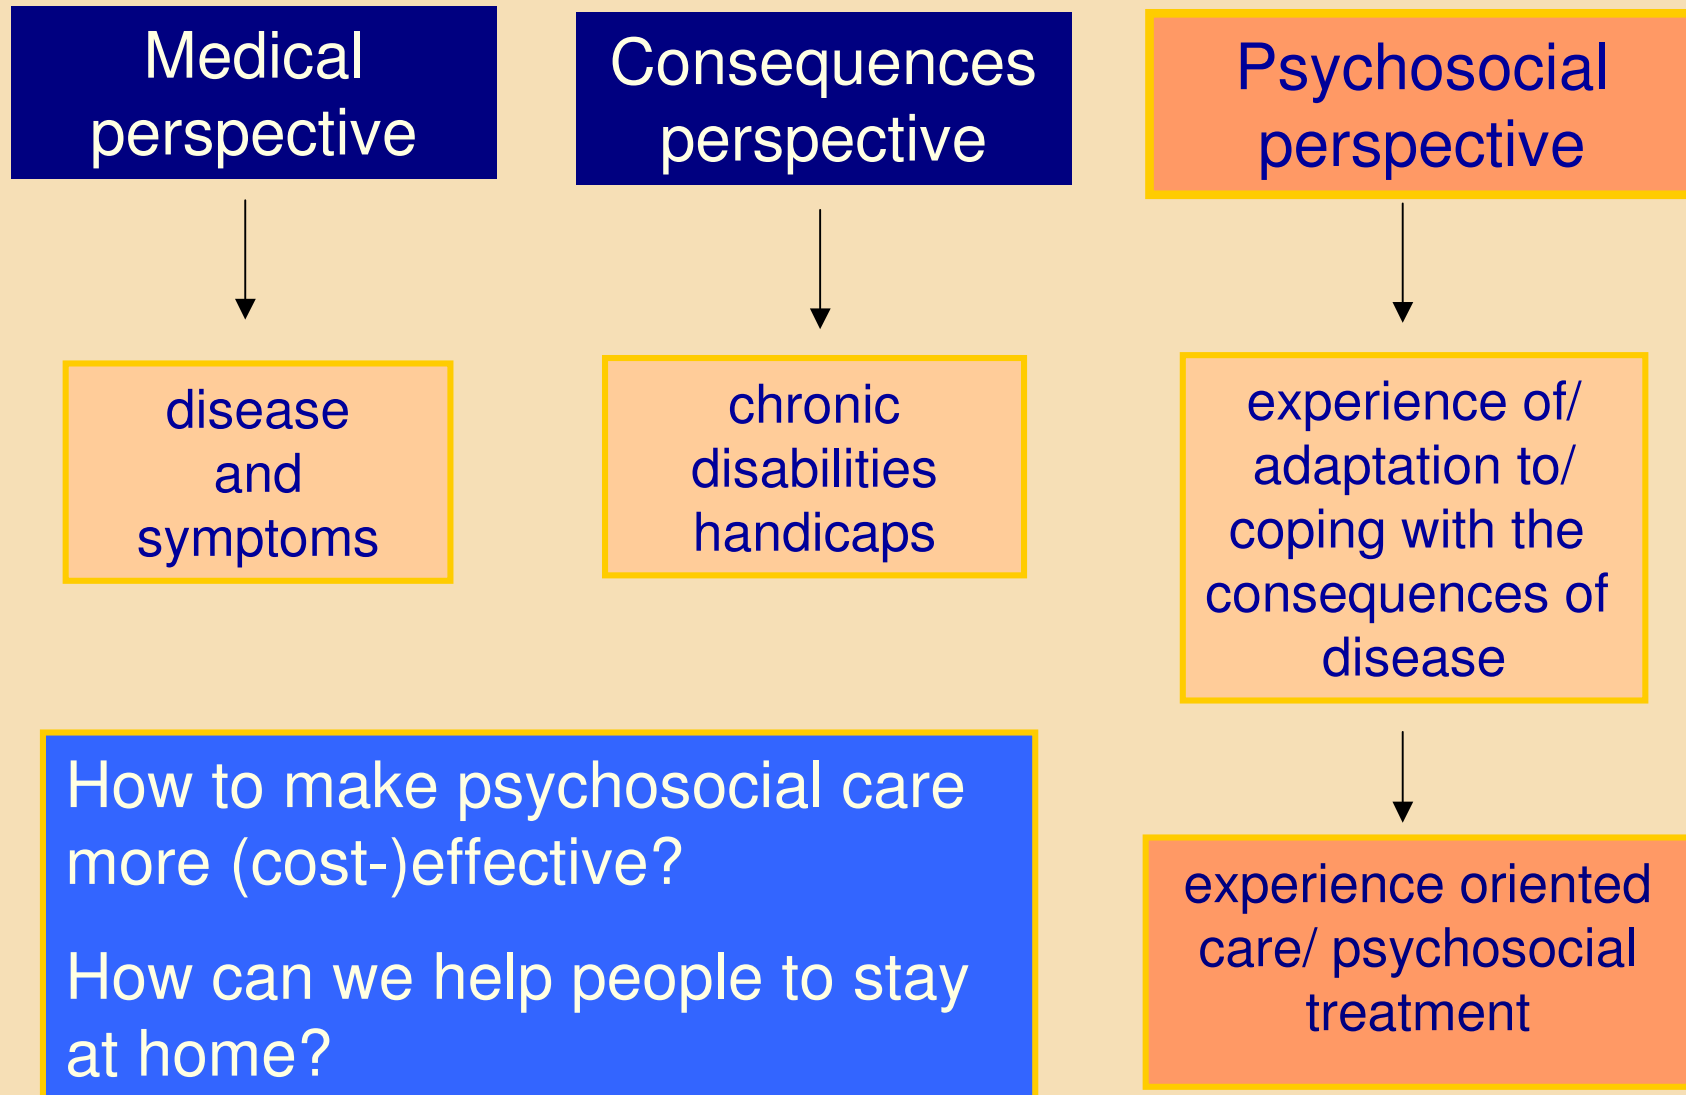 Medical
perspective
Consequences
perspective
Psychosocial
perspective
disease
and
symptoms
chronic
disabilities
handicaps
experience of/
adaptation to/
coping with the
consequences of
disease
How to make psychosocial care
more (cost-)effective?
How can we help people to stay
at home?
experience oriented
care/ psychosocial
treatment